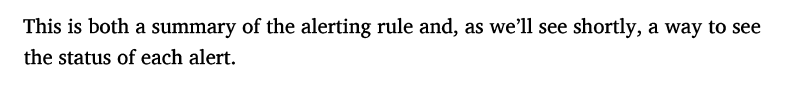 This is both a summary of the alerting rule and, as we’ll see shortly, a way to see
the status of each alert.